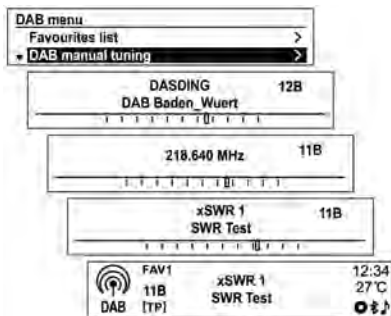 DAB menu
Favourites list >
DAB manual tuning >
DASDING 12B
DAB Baden_Wuert
218.640 MHz 11B
xSWR 1 11B
SWR Test
FAV1 12:34
xSWR 1
11B 27°C
SWR Test
DAB [TP]